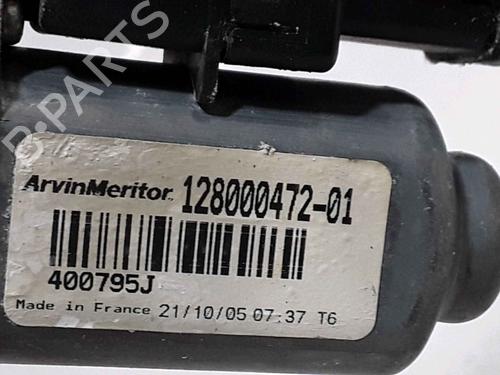 B-PARTS
ArvinMeritor 128000472-01
400795J
Made in France 21/10/05 07:37 T6